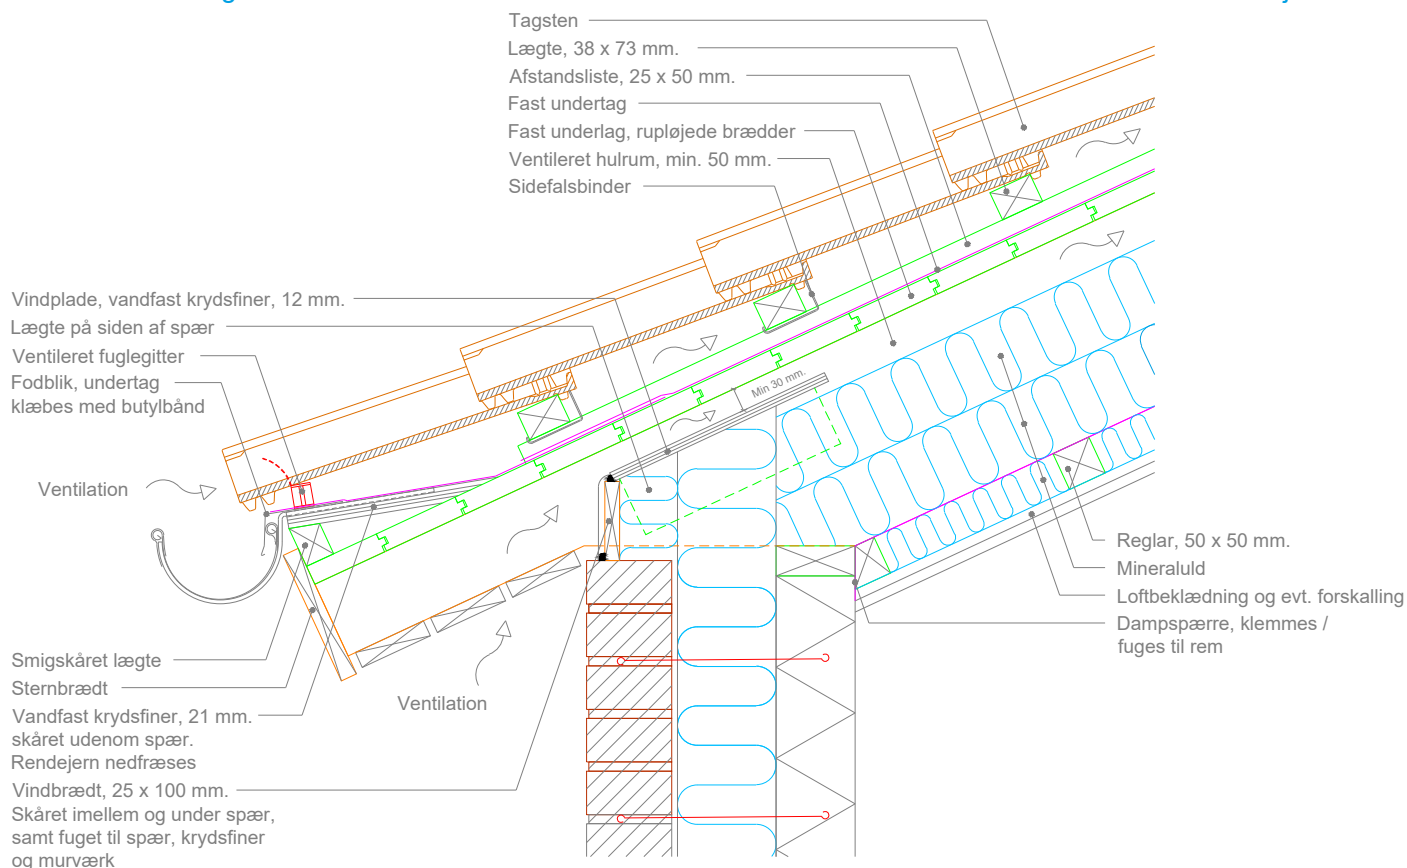 Tagsten
Lægte, 38 x 73 mm.
Afstandsliste, 25 x 50 mm.
Fast undertag
Fast underlag, rupløjede brædder
Ventileret hulrum, min. 50 mm.
Sidefalsbinder
Vindplade, vandfast krydsfiner, 12 mm.
Lægte på siden af spær
Ventileret fuglegitter
Fodblik, undertag
klæbes med butylbånd
Min 30 mm.
Ventilation
Reglar, 50 x 50 mm.
Mineraluld
Loftbeklædning og evt. forskalling
Dampspærre, klemmes /
fuges til rem
Smigskåret lægte
Sternbrædt
Ventilation
Vandfast krydsfiner, 21 mm.
skåret udenom spær.
Rendejern nedfræses
Vindbrædt, 25 x 100 mm.
Skåret imellem og under spær,
samt fuget til spær, krydsfiner
og murværk